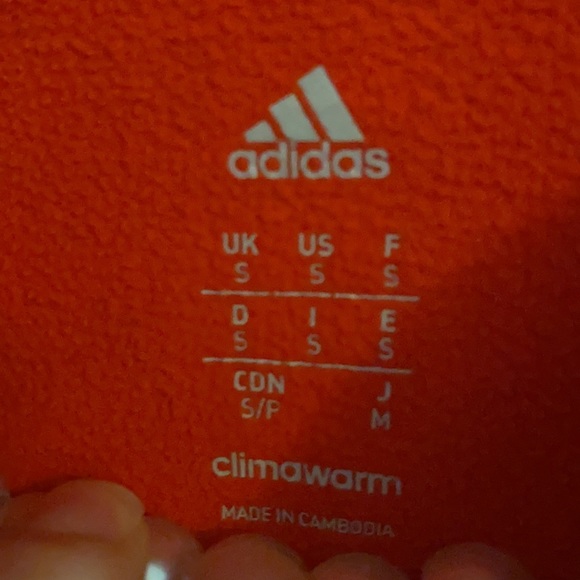 adidas
UK US F
S S S
D I E
S S S
CDN J
S/P M
climawarm
MADE IN CAMBODIA